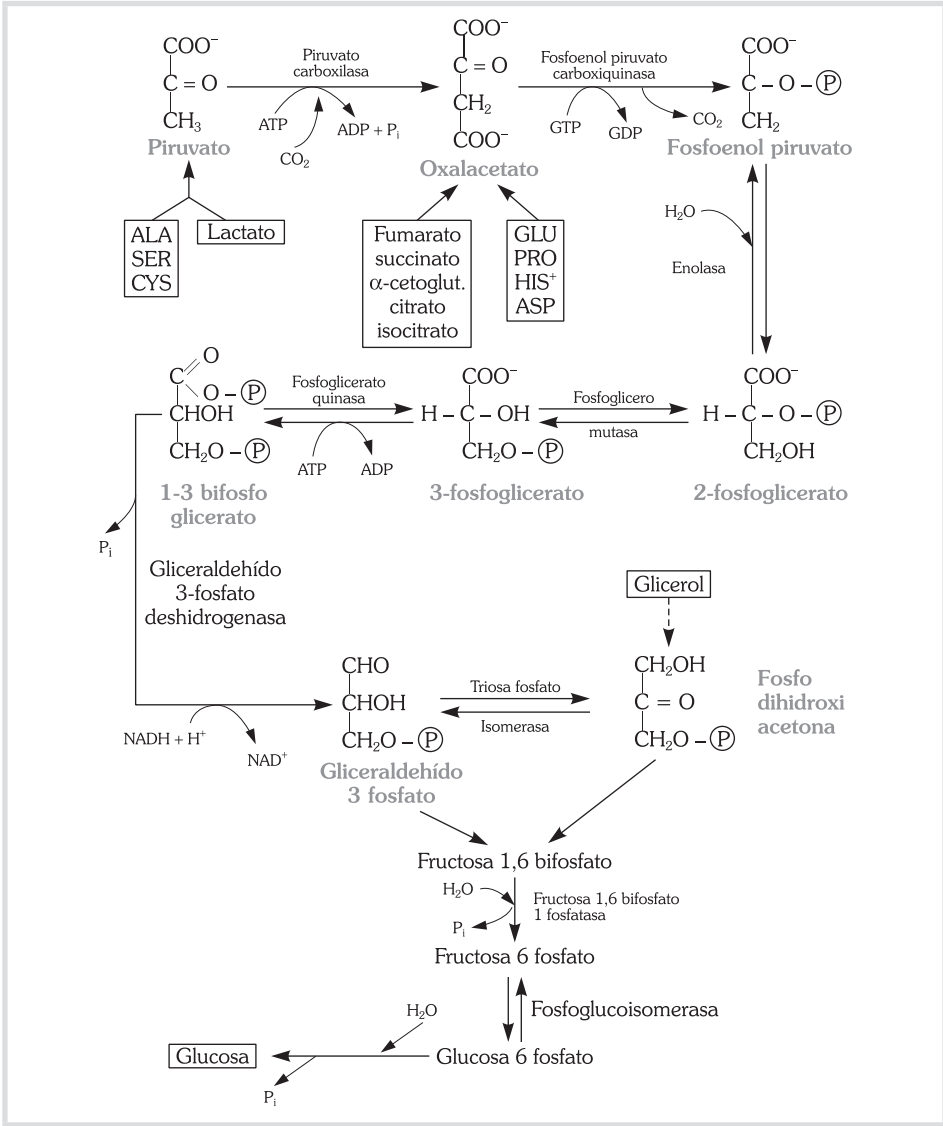 COO⁻
C = O
CH₃
Piruvato
Piruvato
carboxilasa
ATP
CO₂
ADP + Pᵢ
COO⁻
C = O
CH₂
COO⁻
Oxalacetato
Fosfoenol piruvato
carboxiquinasa
GTP
GDP
CO₂
COO⁻
C – O – P
CH₂
Fosfoenol piruvato
ALA
SER
CYS
Lactato
Fumarato
succinato
α-cetoglut.
citrato
isocitrato
GLU
PRO
HIS⁺
ASP
H₂O
Enolasa
C O
O – P
CHOH
CH₂O – P
1-3 bifosfo
glicerato
Fosfoglicerato
quinasa
ATP
ADP
COO⁻
H – C – OH
CH₂O – P
3-fosfoglicerato
Fosfoglicero
mutasa
COO⁻
H – C – O – P
CH₂OH
2-fosfoglicerato
Pᵢ
Gliceraldehído
3-fosfato
deshidrogenasa
NADH + H⁺
NAD⁺
CHO
CHOH
CH₂O – P
Gliceraldehído
3 fosfato
Triosa fosfato
Isomerasa
Glicerol
CH₂OH
C = O
CH₂O – P
Fosfo
dihidroxi
acetona
Fructosa 1,6 bifosfato
H₂O
Pᵢ
Fructosa 1,6 bifosfato
1 fosfatasa
Fructosa 6 fosfato
Fosfoglucoisomerasa
Glucosa 6 fosfato
H₂O
Pᵢ
Glucosa